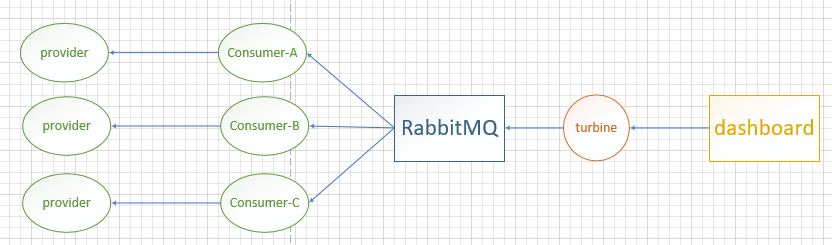 provider
Consumer-A
provider
Consumer-B
RabbitMQ
turbine
dashboard
provider
Consumer-C